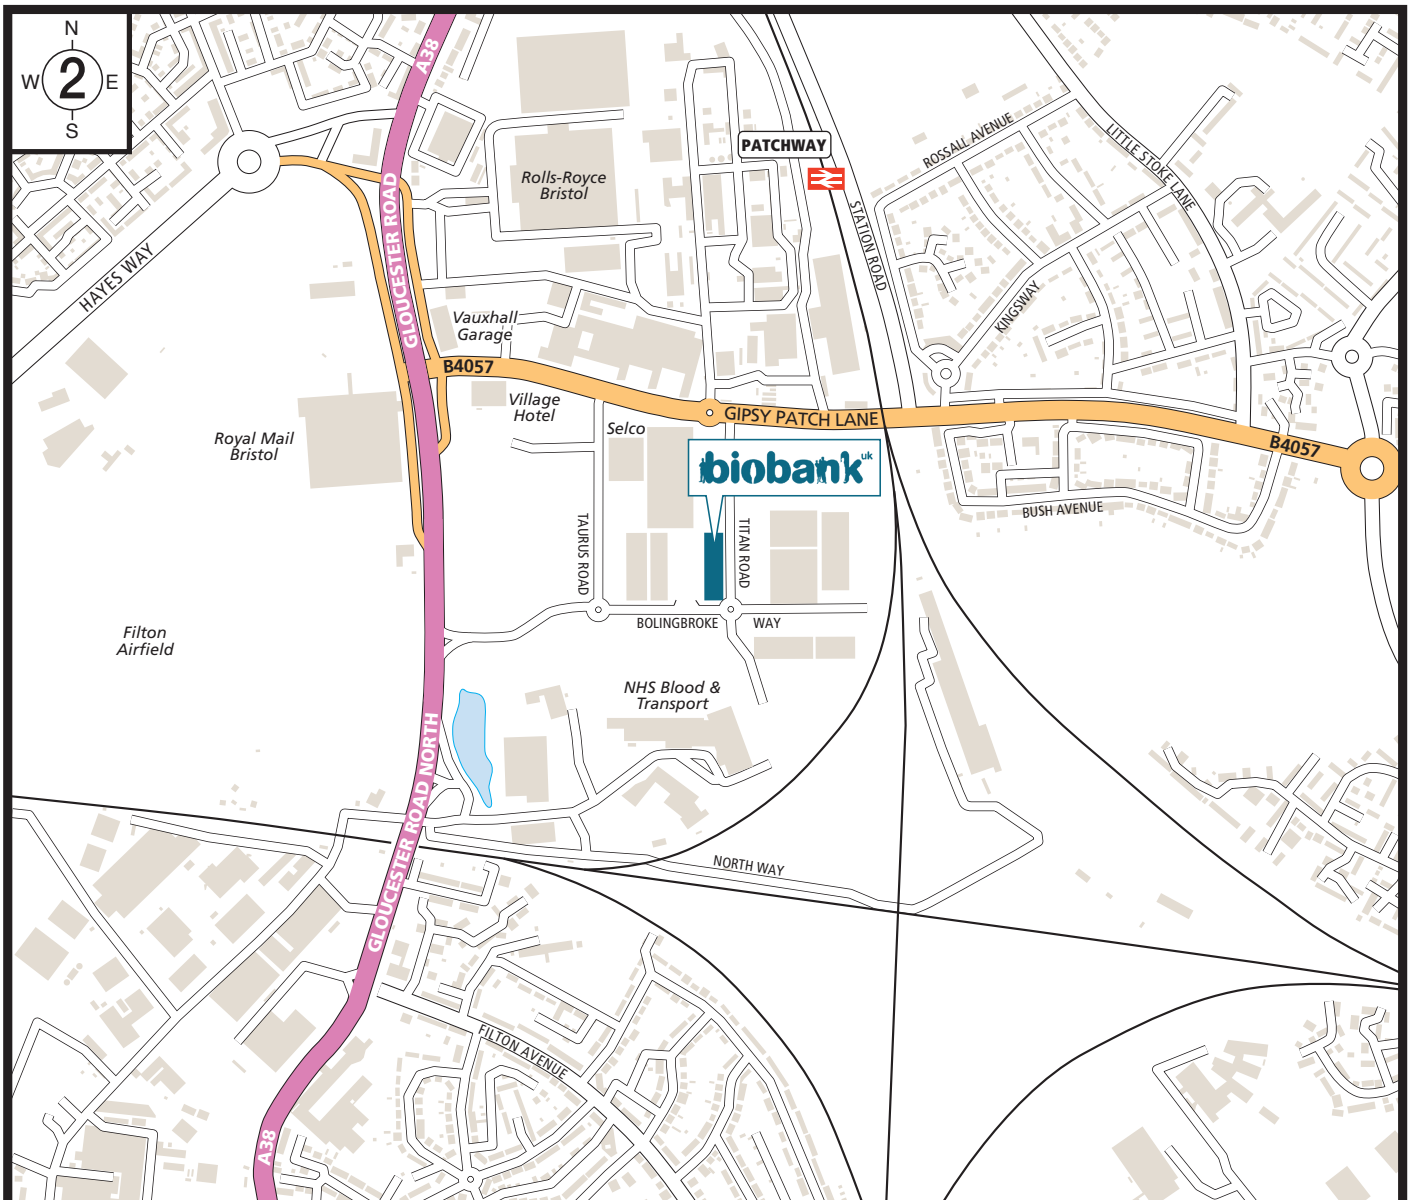 N
W 2 E
S
A38
PATCHWAY
Rolls-Royce
Bristol
ROSSALL AVENUE
LITTLE STOKE LANE
GLOUCESTER ROAD
STATION ROAD
HAYES WAY
KINGSWAY
Vauxhall
Garage
B4057
Village
Hotel
GIPSY PATCH LANE
Selco
Royal Mail
Bristol
B4057
biobank uk
BUSH AVENUE
TAURUS ROAD
TITAN ROAD
BOLINGBROKE WAY
Filton
Airfield
NHS Blood &
Transport
GLOUCESTER ROAD NORTH
NORTH WAY
FILTON AVENUE
A38